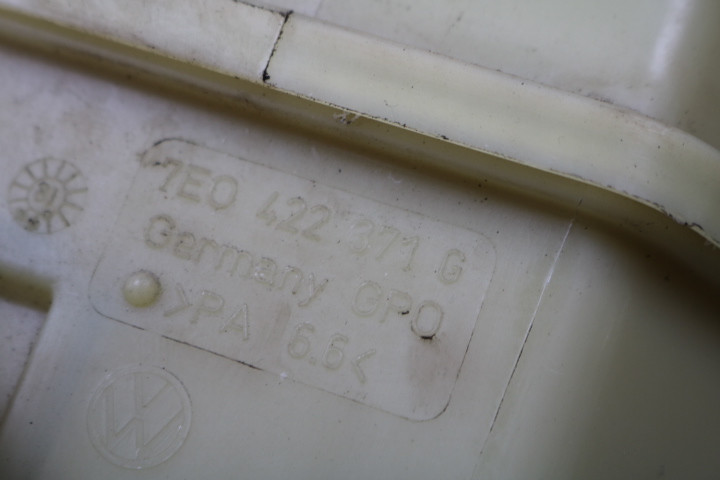 7E0 422 371 G
Germany GPO
>PA 6.6<